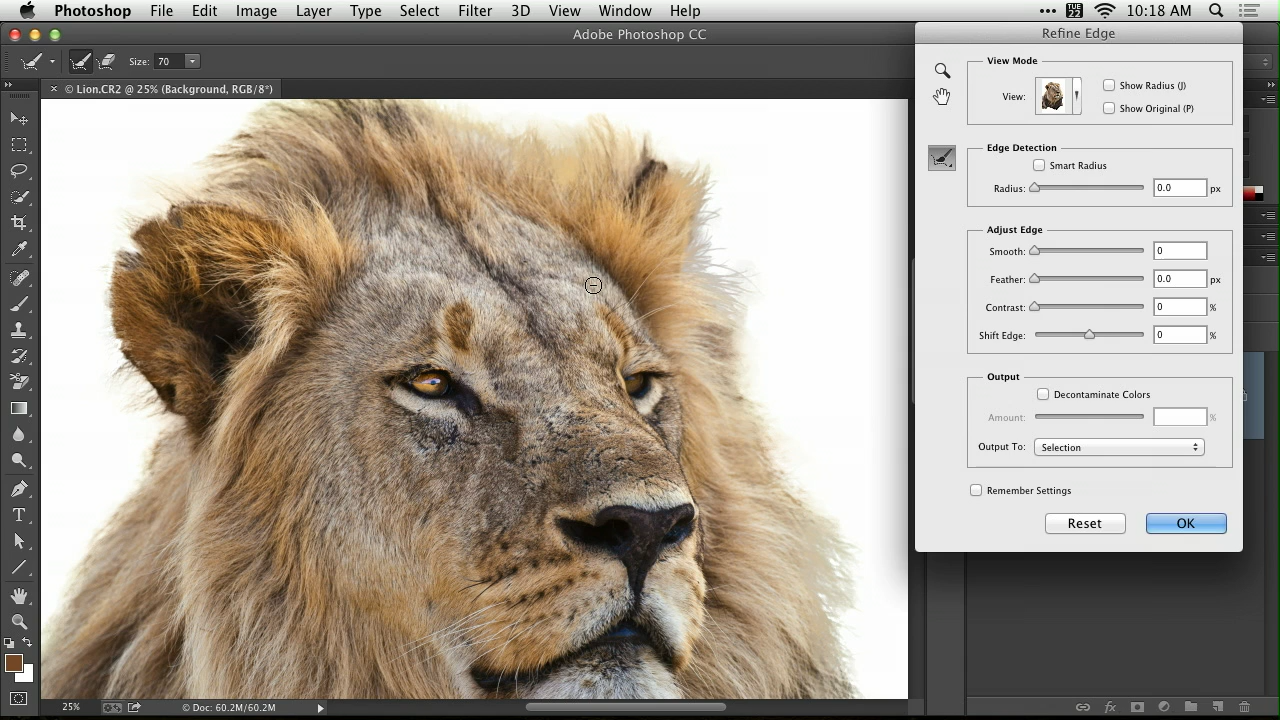 Photoshop File Edit Image Layer Type Select Filter 3D View Window Help
TUE 22 10:18 AM
Adobe Photoshop CC
Size: 70
× © Lion.CR2 @ 25% (Background, RGB/8*)
Refine Edge
View Mode
View:
Show Radius (J)
Show Original (P)
Edge Detection
Smart Radius
Radius: 0.0 px
Adjust Edge
Smooth: 0
Feather: 0.0 px
Contrast: 0 %
Shift Edge: 0 %
Output
Decontaminate Colors
Amount: %
Output To: Selection
Remember Settings
Reset OK
25% © Doc: 60.2M/60.2M
fx